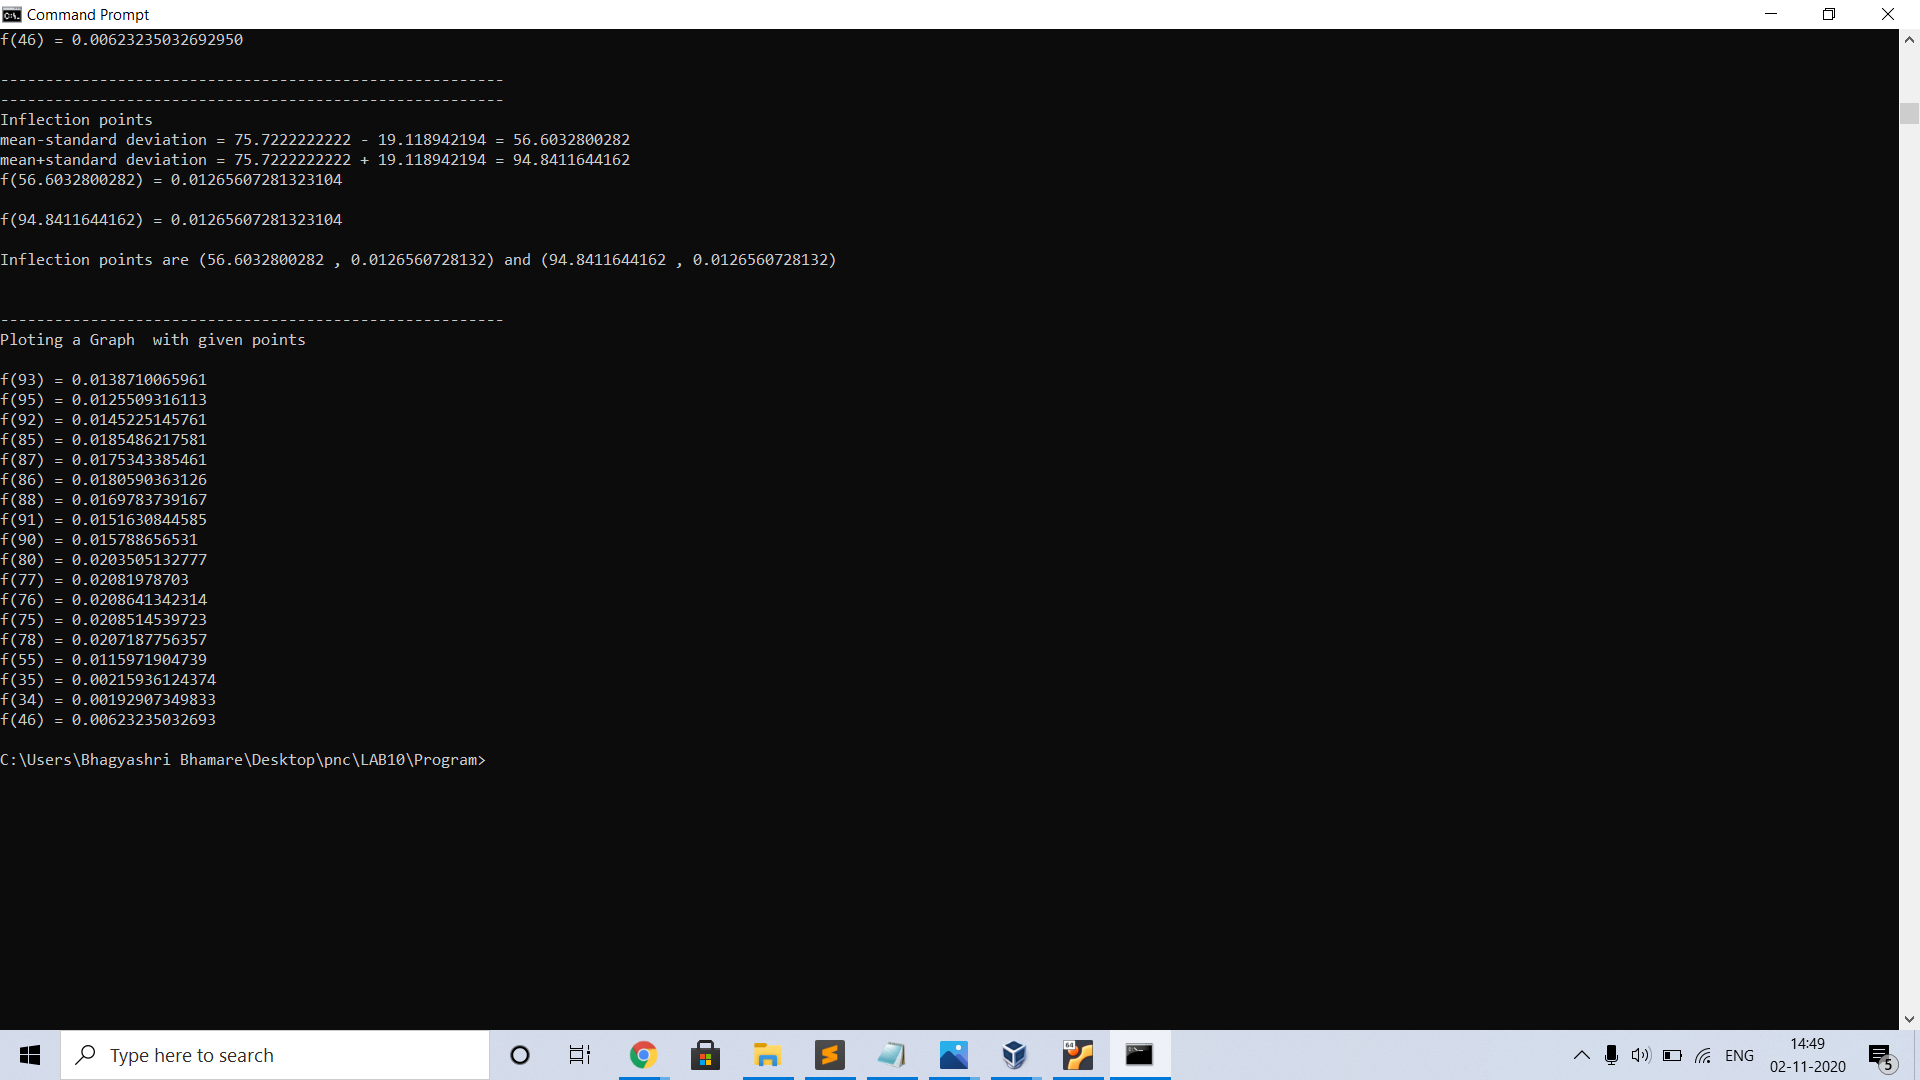 Command Prompt
f(46) = 0.00623235032692950
--------------------------------------------------------
--------------------------------------------------------
Inflection points
mean-standard deviation = 75.7222222222 - 19.118942194 = 56.6032800282
mean+standard deviation = 75.7222222222 + 19.118942194 = 94.8411644162
f(56.6032800282) = 0.01265607281323104
f(94.8411644162) = 0.01265607281323104
Inflection points are (56.6032800282 , 0.0126560728132) and (94.8411644162 , 0.0126560728132)
--------------------------------------------------------
Ploting a Graph  with given points
f(93) = 0.0138710065961
f(95) = 0.0125509316113
f(92) = 0.0145225145761
f(85) = 0.0185486217581
f(87) = 0.0175343385461
f(86) = 0.0180590363126
f(88) = 0.0169783739167
f(91) = 0.0151630844585
f(90) = 0.015788656531
f(80) = 0.0203505132777
f(77) = 0.02081978703
f(76) = 0.0208641342314
f(75) = 0.0208514539723
f(78) = 0.0207187756357
f(55) = 0.0115971904739
f(35) = 0.00215936124374
f(34) = 0.00192907349833
f(46) = 0.00623235032693
C:\Users\Bhagyashri Bhamare\Desktop\pnc\LAB10\Program>
Type here to search
64
ENG
14:49
02-11-2020
5